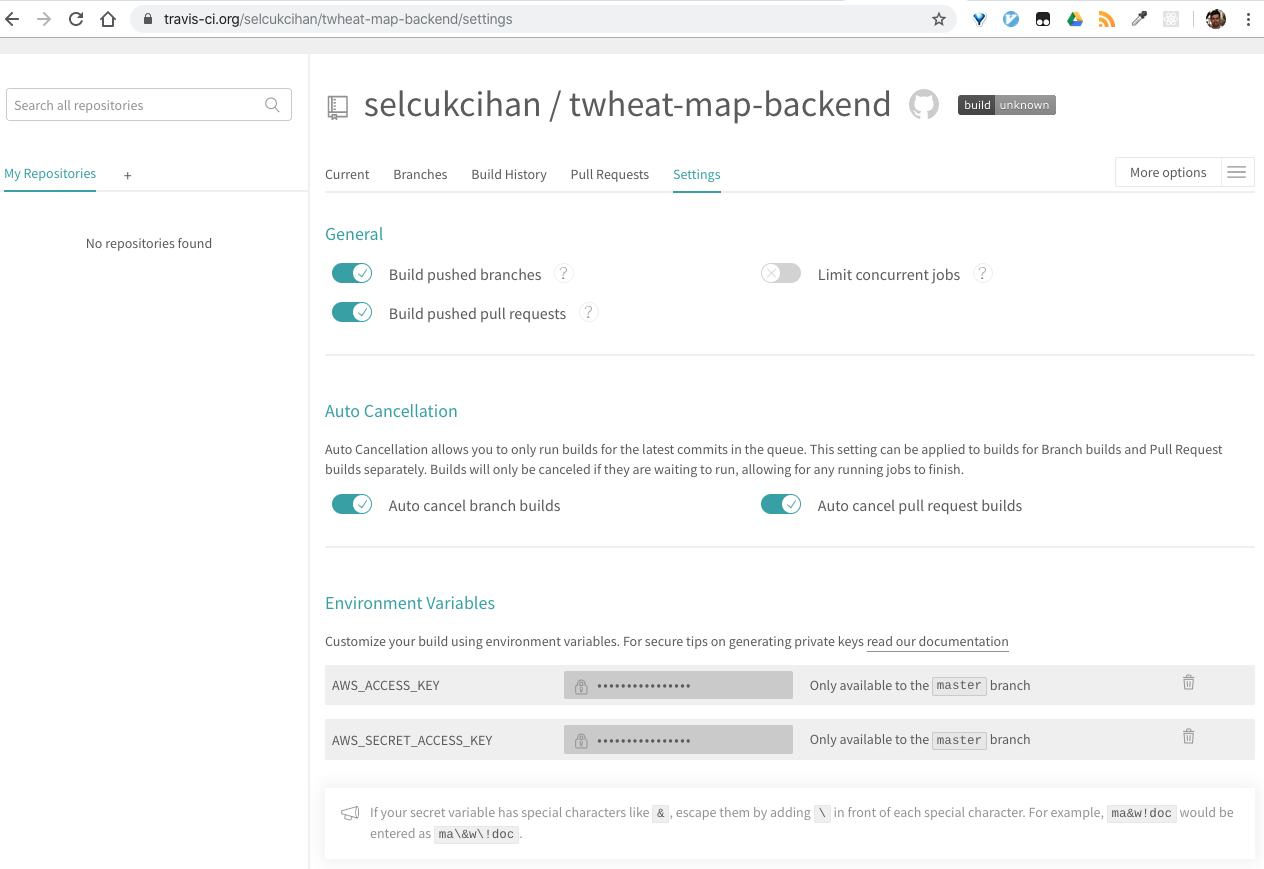 travis-ci.org/selcukcihan/twheat-map-backend/settings
Search all repositories
My Repositories +
No repositories found
selcukcihan / twheat-map-backend build unknown
Current Branches Build History Pull Requests Settings More options
General
Build pushed branches ? Limit concurrent jobs ?
Build pushed pull requests ?
Auto Cancellation
Auto Cancellation allows you to only run builds for the latest commits in the queue. This setting can be applied to builds for Branch builds and Pull Request
builds separately. Builds will only be canceled if they are waiting to run, allowing for any running jobs to finish.
Auto cancel branch builds Auto cancel pull request builds
Environment Variables
Customize your build using environment variables. For secure tips on generating private keys read our documentation
AWS_ACCESS_KEY •••••••••••••••• Only available to the master branch
AWS_SECRET_ACCESS_KEY •••••••••••••••• Only available to the master branch
If your secret variable has special characters like &, escape them by adding \ in front of each special character. For example, ma&w!doc would be
entered as ma\&w\!doc.